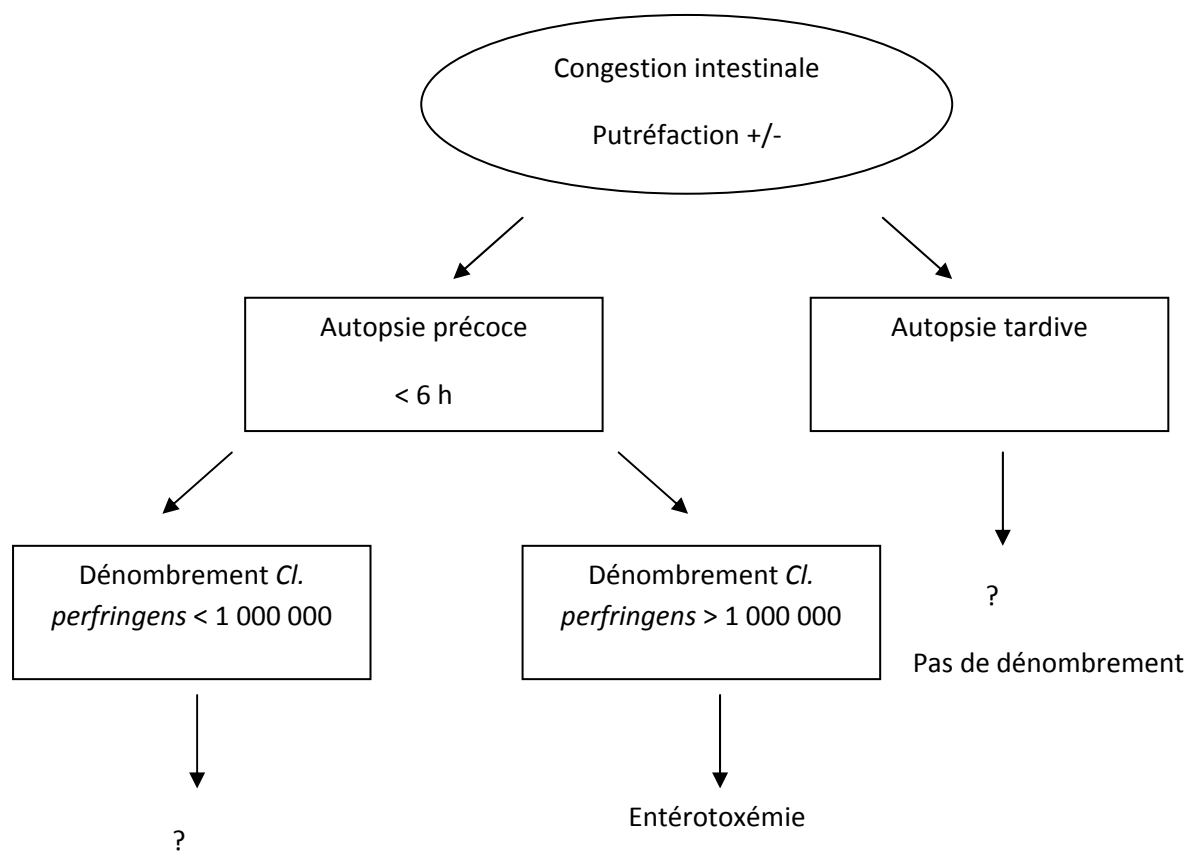 Congestion intestinale
Putréfaction +/-
Autopsie précoce
< 6 h
Autopsie tardive
Dénombrement Cl.
perfringens < 1 000 000
Dénombrement Cl.
perfringens > 1 000 000
?
Pas de dénombrement
Entérotoxémie
?